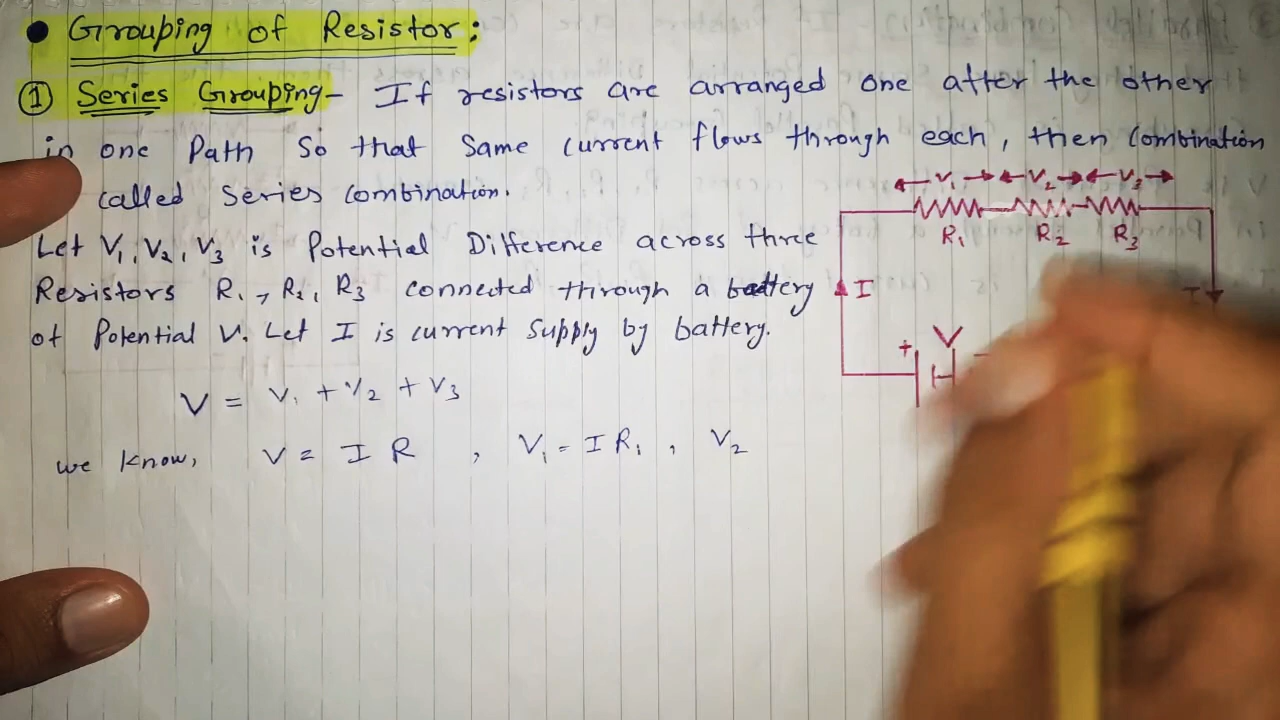 • Grouping of Resistor:
① Series Grouping – If resistors are arranged one after the other
in one Path So that Same current flows through each, then Combination
called Series Combination.
Let V₁, V₂, V₃ is Potential Difference across three
Resistors R₁, R₂, R₃ connected through a battery
of Potential V. Let I is current Supply by battery.
V = V₁ + V₂ + V₃
we know, V = I R , V₁ = I R₁ , V₂
V₁ V₂ V₃
R₁ R₂ R₃
I I
+ V –